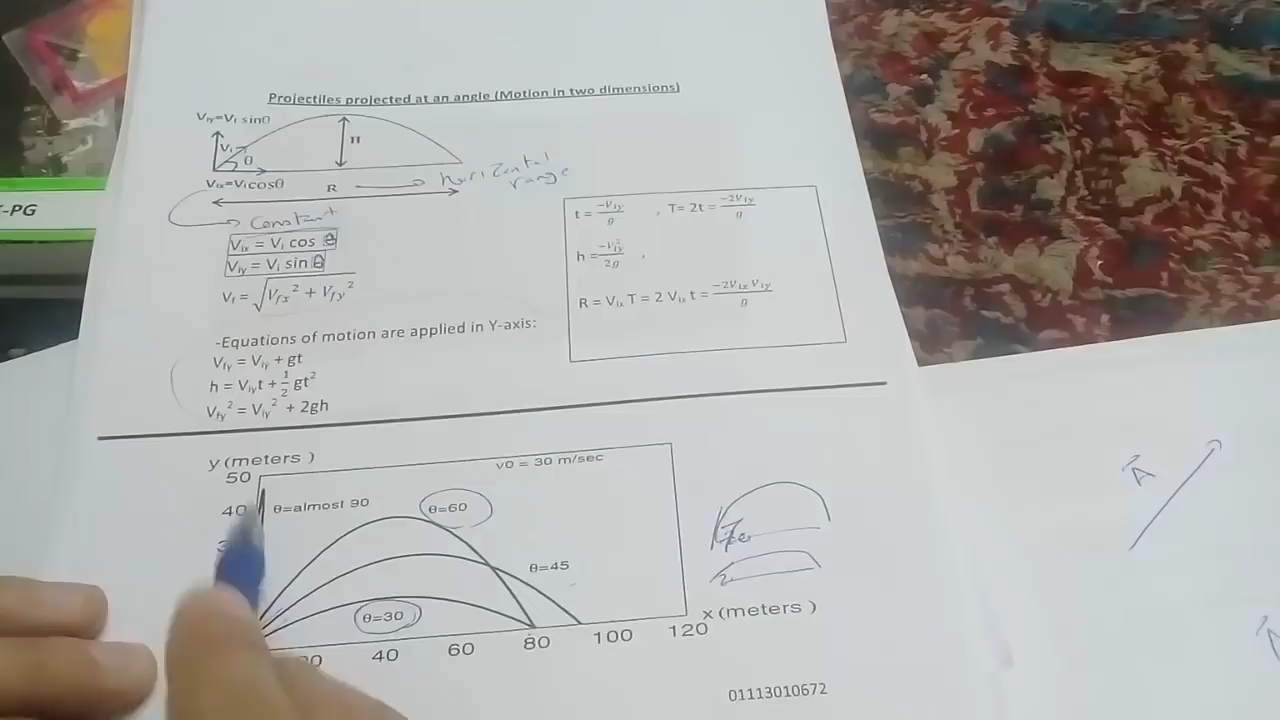 Projectiles projected at an angle (Motion in two dimensions)
Viy=Vi sinθ
H
Vi
θ
Vix=Vicosθ
R
horizental
range
-PG
Constant
Vix = Vi cos θ
Viy = Vi sin θ
Vf = √Vfx² + Vfy²
t = -Viy/g , T= 2t = -2Viy/g
h = -Viy²/2g ,
R = Vix T = 2 Vix t = -2Vix Viy/g
-Equations of motion are applied in Y-axis:
Vfy = Viy + gt
h = Viyt + 1/2 gt²
Vfy² = Viy² + 2gh
y (meters )
v0 = 30 m/sec
50
θ=almost 90
θ=60
40
θ=45
θ=30
x (meters )
40 60 80 100 120
01113010672
A